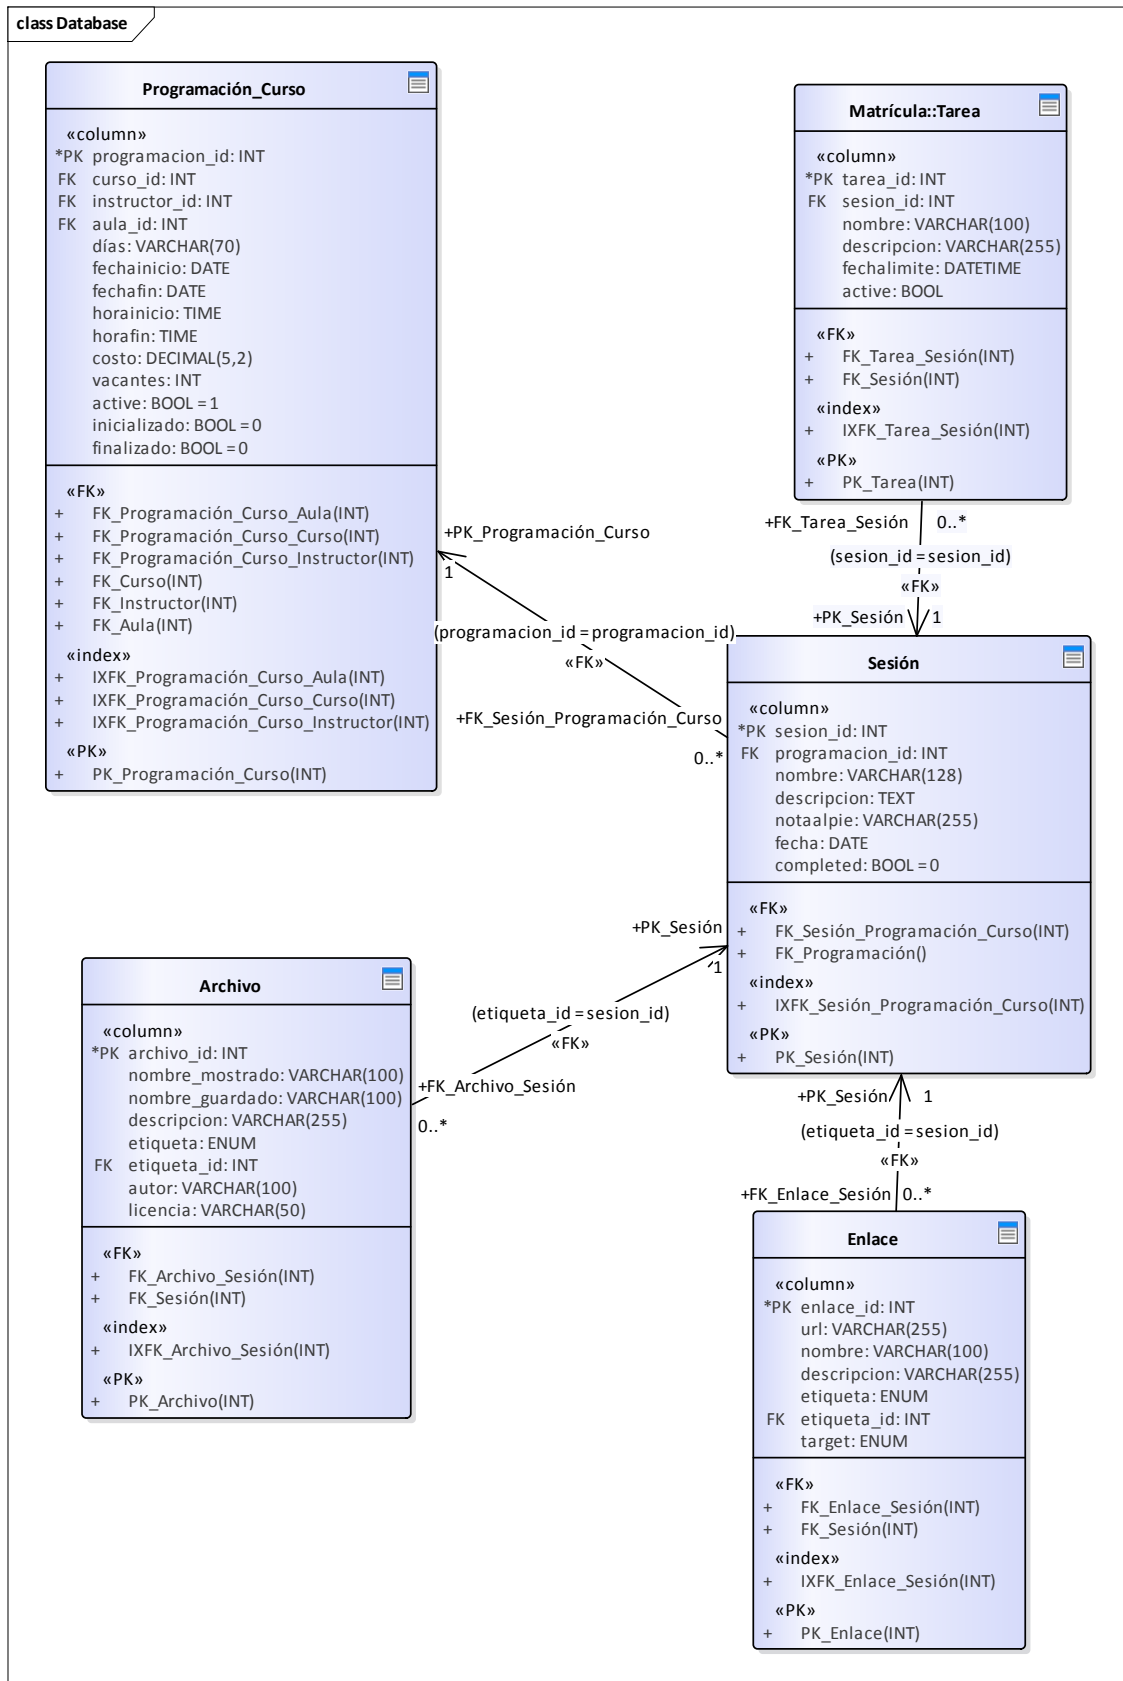 class Database
Programación_Curso
«column»
*PK programacion_id: INT
FK curso_id: INT
FK instructor_id: INT
FK aula_id: INT
días: VARCHAR(70)
fechainicio: DATE
fechafin: DATE
horainicio: TIME
horafin: TIME
costo: DECIMAL(5,2)
vacantes: INT
active: BOOL = 1
inicializado: BOOL = 0
finalizado: BOOL = 0
«FK»
+ FK_Programación_Curso_Aula(INT)
+ FK_Programación_Curso_Curso(INT)
+ FK_Programación_Curso_Instructor(INT)
+ FK_Curso(INT)
+ FK_Instructor(INT)
+ FK_Aula(INT)
«index»
+ IXFK_Programación_Curso_Aula(INT)
+ IXFK_Programación_Curso_Curso(INT)
+ IXFK_Programación_Curso_Instructor(INT)
«PK»
+ PK_Programación_Curso(INT)
Matrícula::Tarea
«column»
*PK tarea_id: INT
FK sesion_id: INT
nombre: VARCHAR(100)
descripcion: VARCHAR(255)
fechalimite: DATETIME
active: BOOL
«FK»
+ FK_Tarea_Sesión(INT)
+ FK_Sesión(INT)
«index»
+ IXFK_Tarea_Sesión(INT)
«PK»
+ PK_Tarea(INT)
+FK_Tarea_Sesión 0..*
(sesion_id = sesion_id)
«FK»
+PK_Sesión 1
+PK_Programación_Curso
1
(programacion_id = programacion_id)
«FK»
+FK_Sesión_Programación_Curso
0..*
Sesión
«column»
*PK sesion_id: INT
FK programacion_id: INT
nombre: VARCHAR(128)
descripcion: TEXT
notaalpie: VARCHAR(255)
fecha: DATE
completed: BOOL = 0
«FK»
+ FK_Sesión_Programación_Curso(INT)
+ FK_Programación()
«index»
+ IXFK_Sesión_Programación_Curso(INT)
«PK»
+ PK_Sesión(INT)
+PK_Sesión
1
(etiqueta_id = sesion_id)
«FK»
+FK_Archivo_Sesión
0..*
Archivo
«column»
*PK archivo_id: INT
nombre_mostrado: VARCHAR(100)
nombre_guardado: VARCHAR(100)
descripcion: VARCHAR(255)
etiqueta: ENUM
FK etiqueta_id: INT
autor: VARCHAR(100)
licencia: VARCHAR(50)
«FK»
+ FK_Archivo_Sesión(INT)
+ FK_Sesión(INT)
«index»
+ IXFK_Archivo_Sesión(INT)
«PK»
+ PK_Archivo(INT)
+PK_Sesión 1
(etiqueta_id = sesion_id)
«FK»
+FK_Enlace_Sesión 0..*
Enlace
«column»
*PK enlace_id: INT
url: VARCHAR(255)
nombre: VARCHAR(100)
descripcion: VARCHAR(255)
etiqueta: ENUM
FK etiqueta_id: INT
target: ENUM
«FK»
+ FK_Enlace_Sesión(INT)
+ FK_Sesión(INT)
«index»
+ IXFK_Enlace_Sesión(INT)
«PK»
+ PK_Enlace(INT)